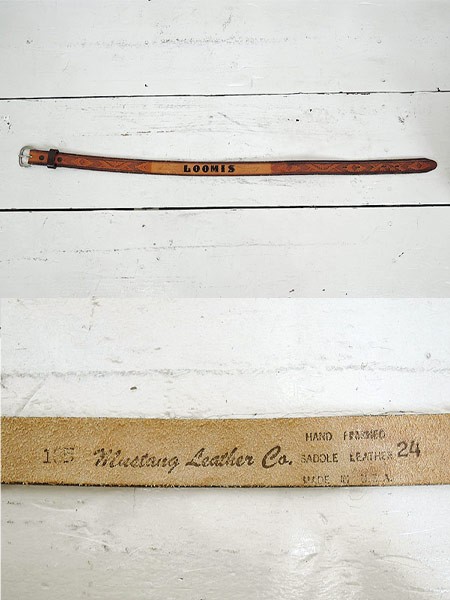 LOOMIS
Mustang Leather Co.
HAND FINISHED
SADDLE LEATHER
24
MADE IN U.S.A.